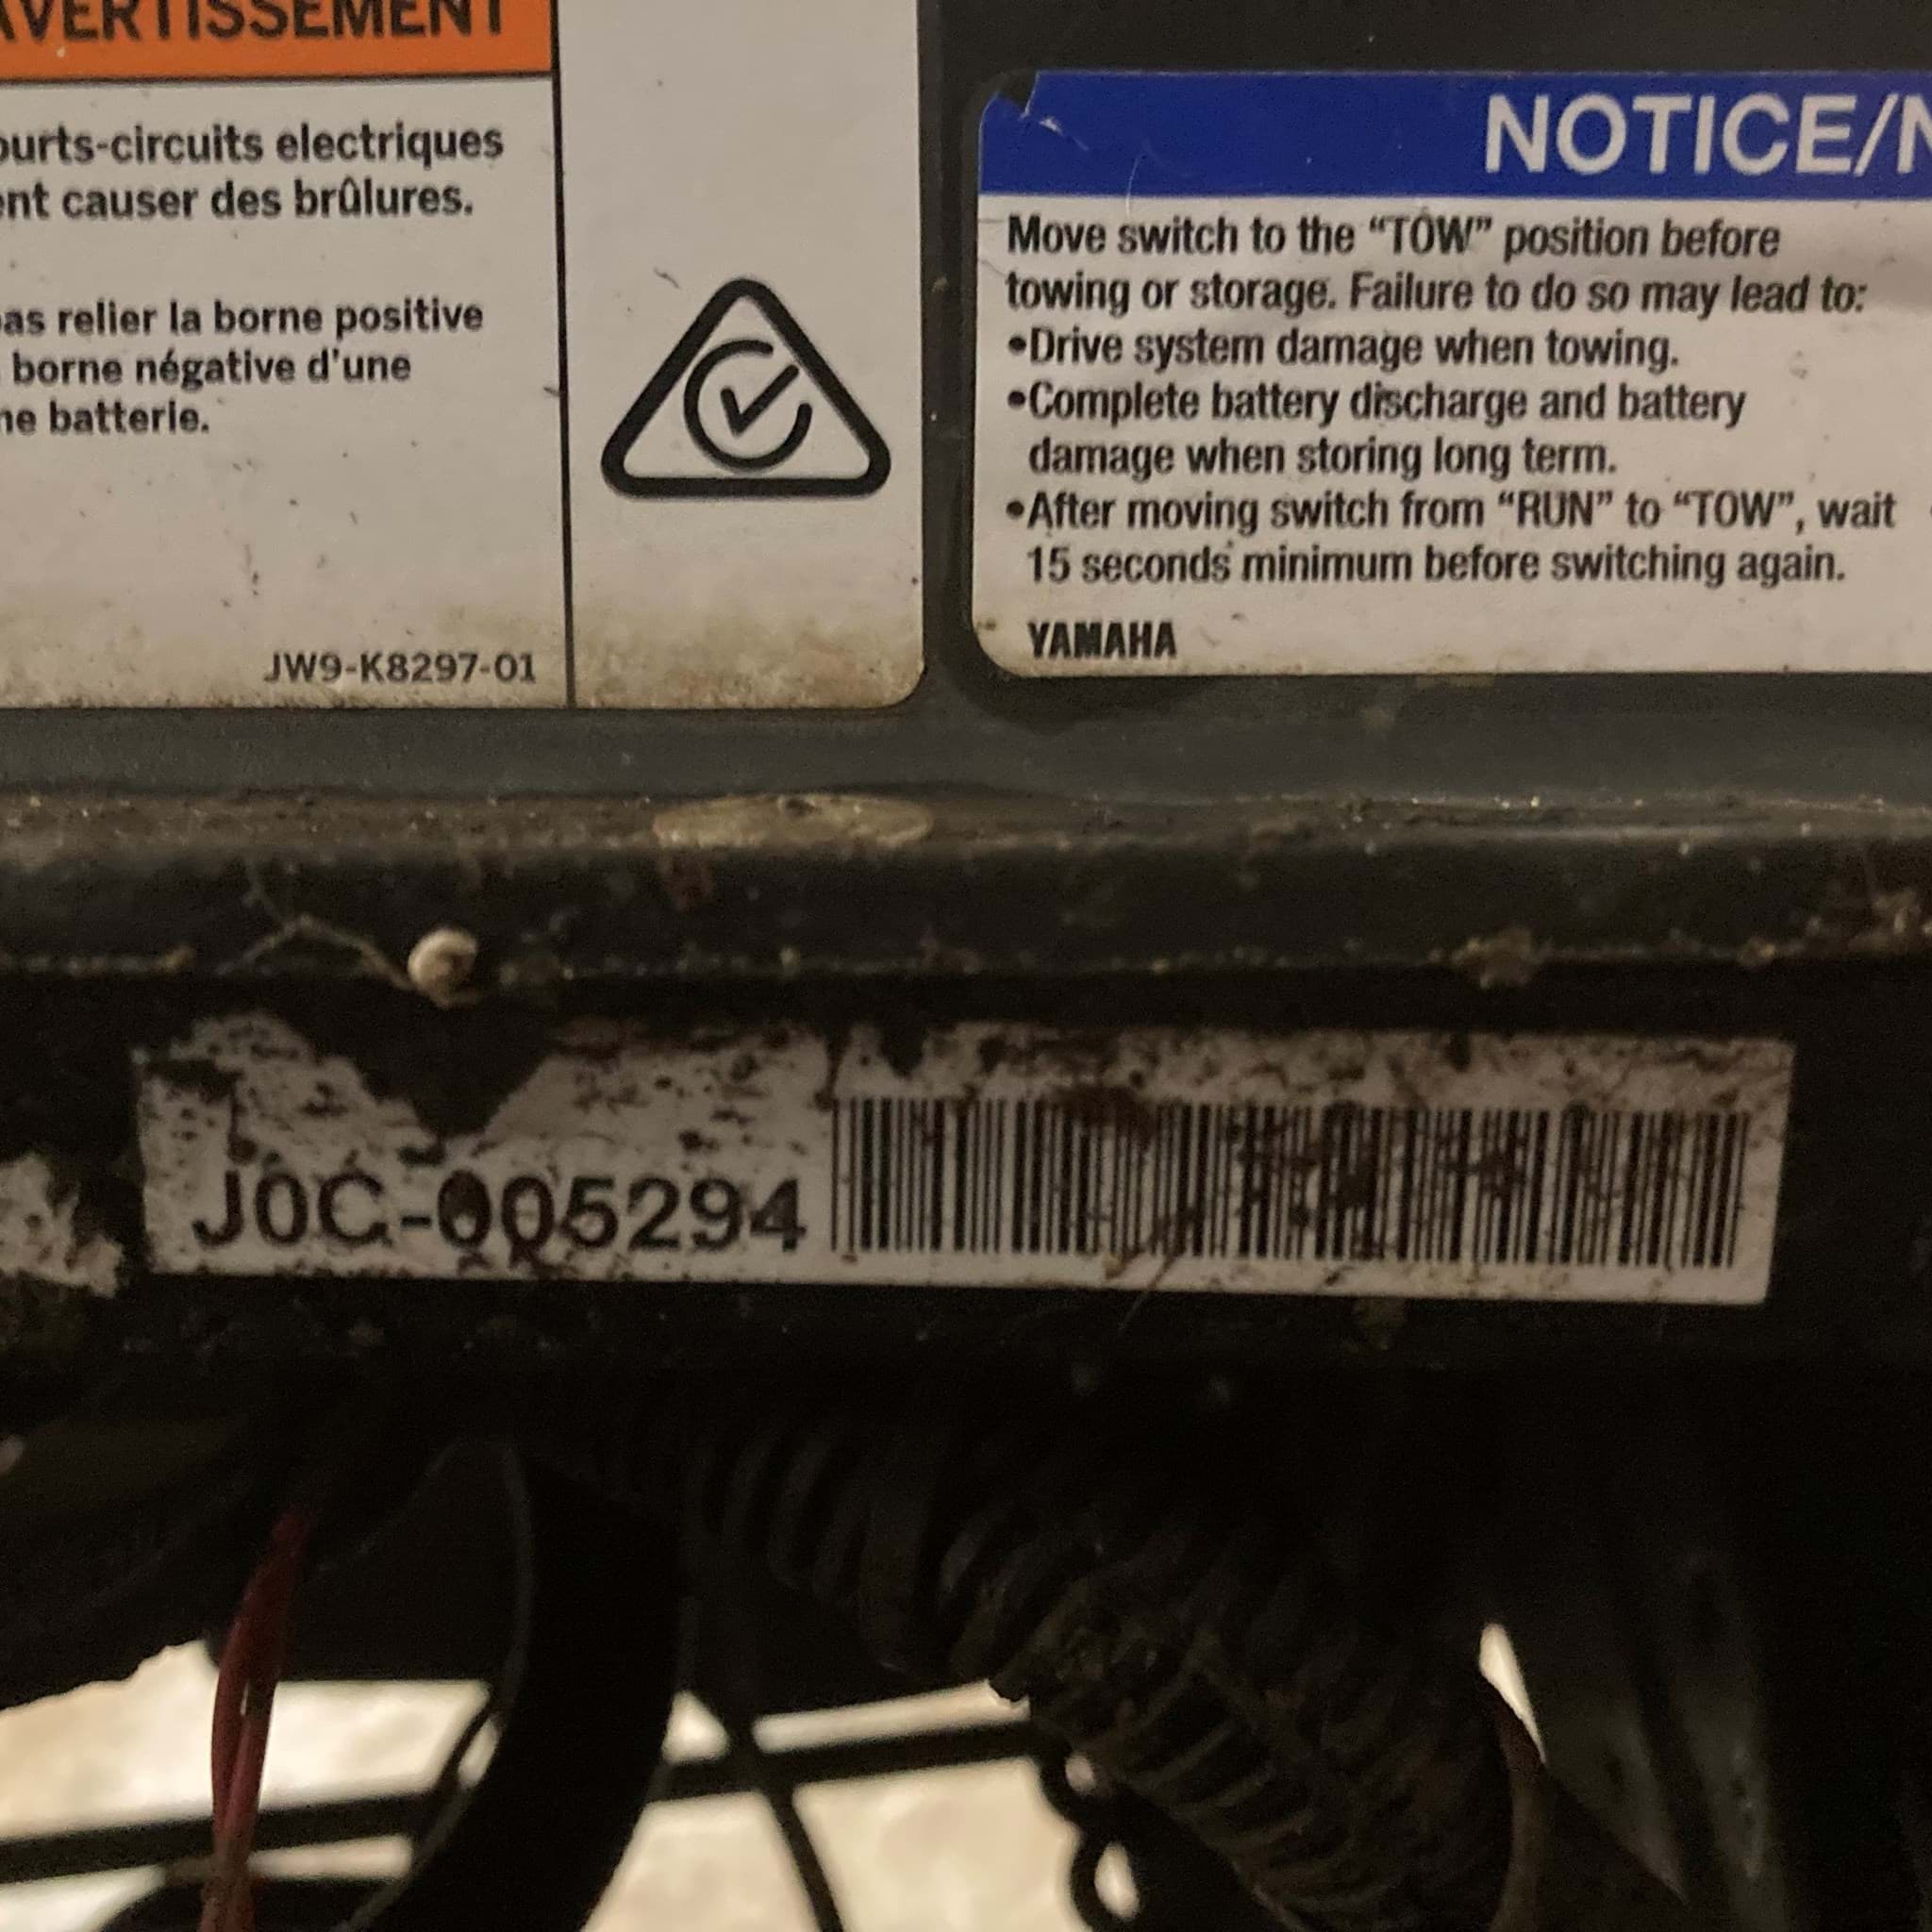 AVERTISSEMENT
ourts-circuits electriques
ent causer des brûlures.
pas relier la borne positive
borne négative d'une
ne batterie.
JW9-K8297-01
NOTICE/N
Move switch to the “TOW” position before
towing or storage. Failure to do so may lead to:
•Drive system damage when towing.
•Complete battery discharge and battery
damage when storing long term.
•After moving switch from “RUN” to “TOW”, wait
15 seconds minimum before switching again.
YAMAHA
J0C-005294